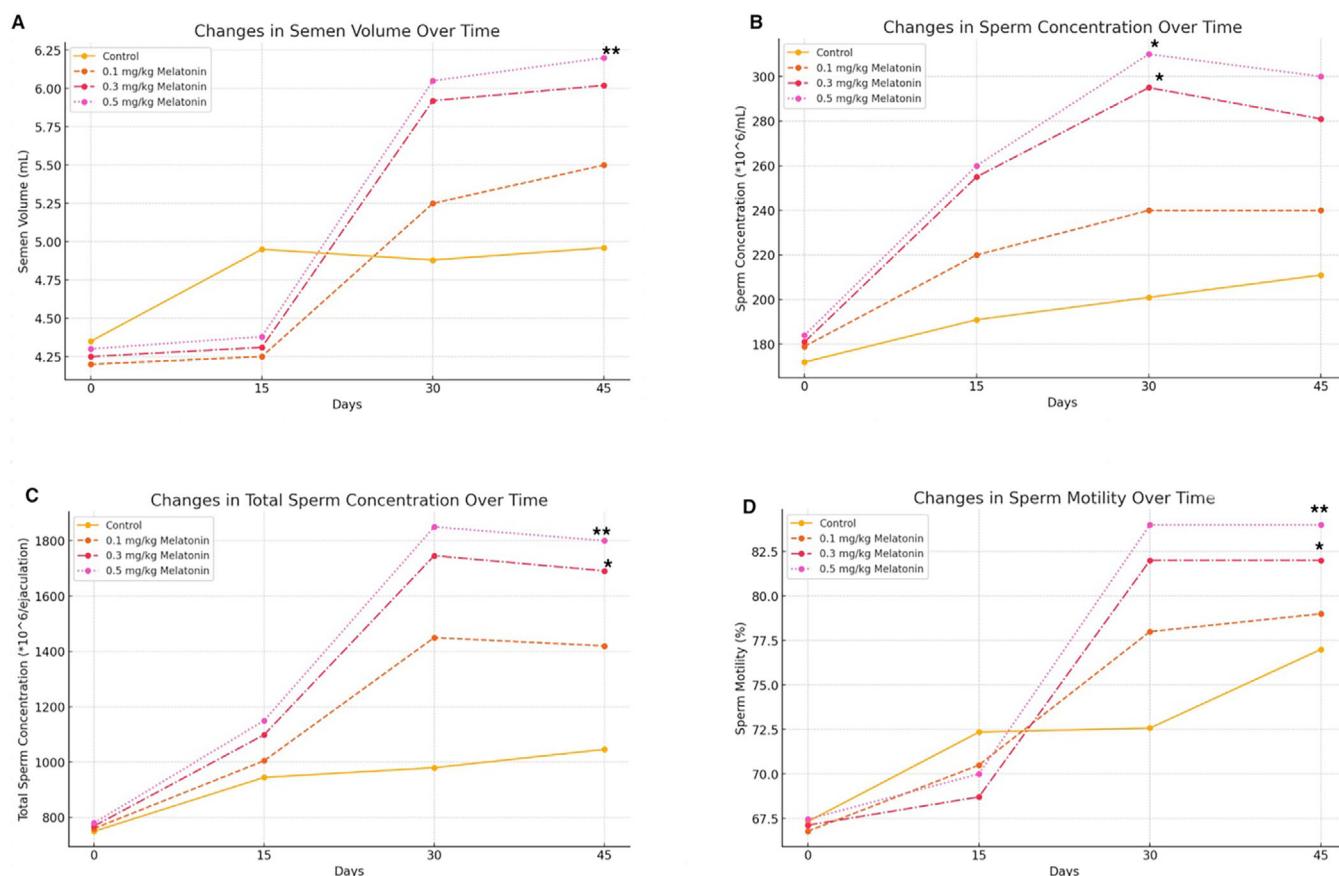 A
Changes in Semen Volume Over Time
Control
0.1 mg/kg Melatonin
0.3 mg/kg Melatonin
0.5 mg/kg Melatonin
**
6.25
6.00
5.75
5.50
5.25
5.00
4.75
4.50
4.25
Semen Volume (mL)
0 15 30 45
Days
B
Changes in Sperm Concentration Over Time
Control
0.1 mg/kg Melatonin
0.3 mg/kg Melatonin
0.5 mg/kg Melatonin
*
*
300
280
260
240
220
200
180
Sperm Concentration (*10^6/mL)
0 15 30 45
Days
C
Changes in Total Sperm Concentration Over Time
Control
0.1 mg/kg Melatonin
0.3 mg/kg Melatonin
0.5 mg/kg Melatonin
**
*
1800
1600
1400
1200
1000
800
Total Sperm Concentration (*10^6/ejaculation)
0 15 30 45
Days
D
Changes in Sperm Motility Over Time
Control
0.1 mg/kg Melatonin
0.3 mg/kg Melatonin
0.5 mg/kg Melatonin
**
*
82.5
80.0
77.5
75.0
72.5
70.0
67.5
Sperm Motility (%)
0 15 30 45
Days